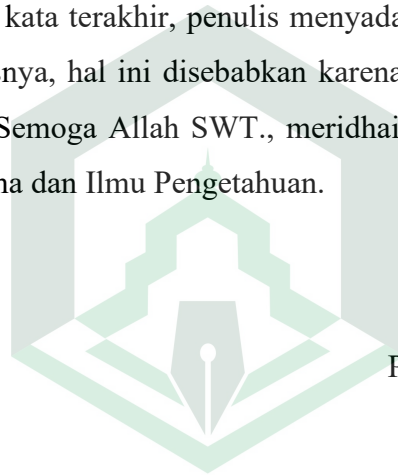 kata terakhir, penulis menyada
nya, hal ini disebabkan karena
Semoga Allah SWT., meridhai
na dan Ilmu Pengetahuan.